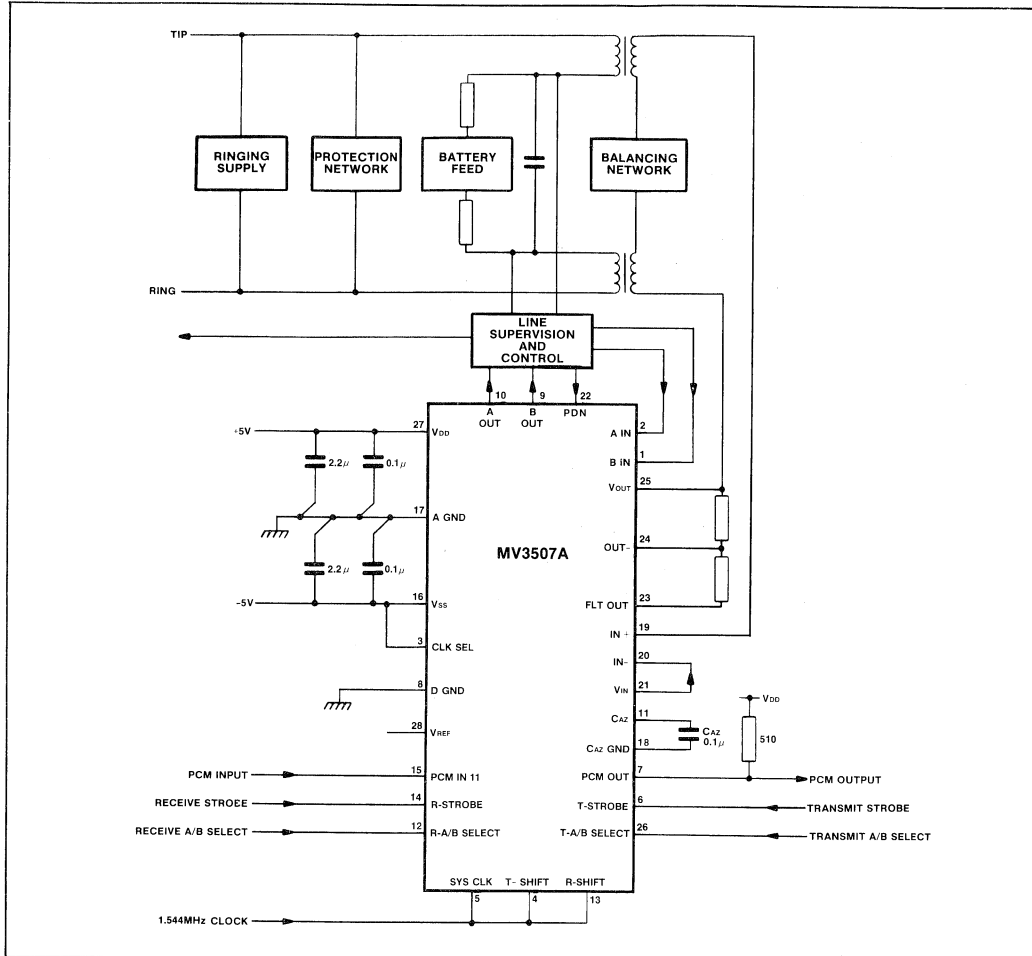 TIP
RINGING
SUPPLY
PROTECTION
NETWORK
BATTERY
FEED
BALANCING
NETWORK
RING
LINE
SUPERVISION
AND
CONTROL
10
9
22
A
OUT
B
OUT
PDN
27
VDD
+5V
2.2μ
0.1μ
17
A GND
2.2μ
0.1μ
-5V
16
VSS
3
CLK SEL
8
D GND
28
VREF
PCM INPUT
15
PCM IN 11
RECEIVE STROEE
14
R-STROBE
RECEIVE A/B SELECT
12
R-A/B SELECT
MV3507A
A IN
2
B IN
1
VOUT
25
OUT-
24
FLT OUT
23
IN +
19
IN-
20
VIN
21
CAZ
11
CAZ
0.1μ
CAZ GND
18
VDD
510
PCM OUT
7
PCM OUTPUT
T-STROBE
6
TRANSMIT STROBE
T-A/B SELECT
26
TRANSMIT A/B SELECT
SYS CLK
T- SHIFT
R-SHIFT
5
4
13
1.544MHz CLOCK